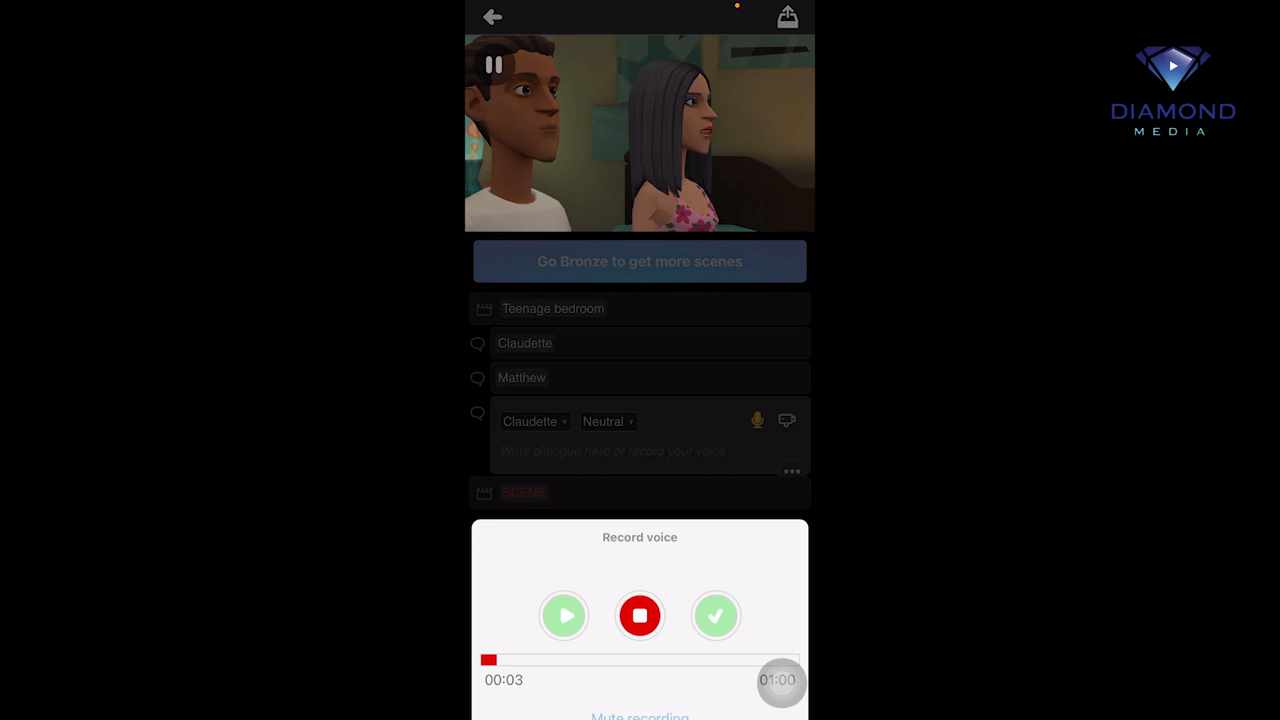 DIAMOND
MEDIA
Go Bronze to get more scenes
Teenage bedroom
Claudette
Matthew
Claudette Neutral
Write dialogue here or record your voice
SCENE
Record voice
00:03 01:00
Mute recording